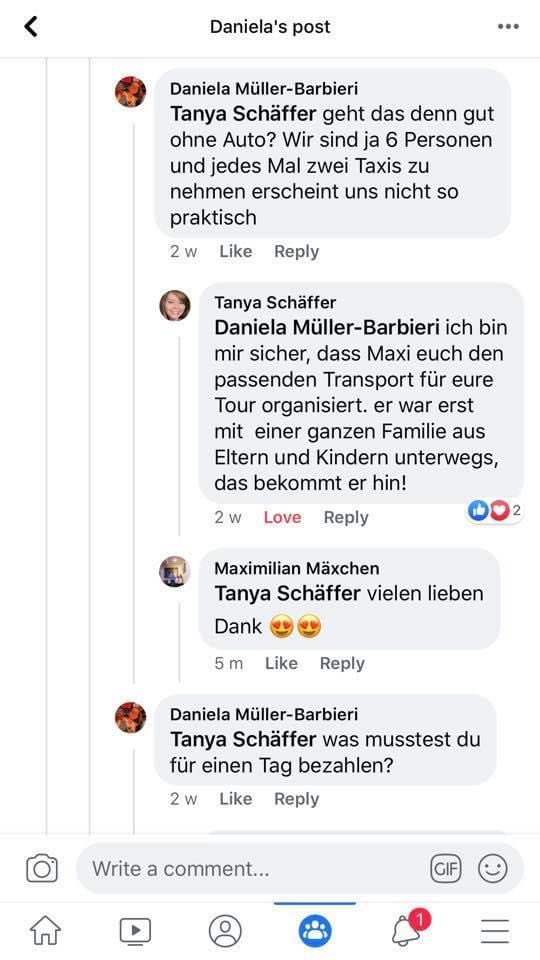 Daniela's post
Daniela Müller-Barbieri
Tanya Schäffer geht das denn gut
ohne Auto? Wir sind ja 6 Personen
und jedes Mal zwei Taxis zu
nehmen erscheint uns nicht so
praktisch
2 w Like Reply
Tanya Schäffer
Daniela Müller-Barbieri ich bin
mir sicher, dass Maxi euch den
passenden Transport für eure
Tour organisiert. er war erst
mit einer ganzen Familie aus
Eltern und Kindern unterwegs,
das bekommt er hin!
2 w Love Reply 2
Maximilian Mäxchen
Tanya Schäffer vielen lieben
Dank 😍😍
5 m Like Reply
Daniela Müller-Barbieri
Tanya Schäffer was musstest du
für einen Tag bezahlen?
2 w Like Reply
Write a comment...
GIF
1